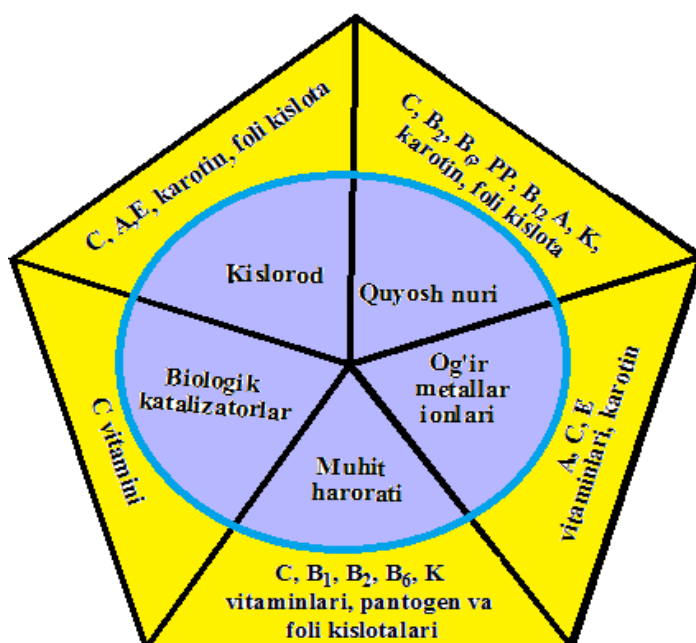 C, A,E, karotin, foli kislota
C, B2, B6, PP, B12 A, K,
karotin, foli kislota
Kislorod
Quyosh nuri
Biologik
katalizatorlar
Og'ir
metallar
ionlari
Muhit
harorati
C vitamini
A, C, E
vitaminlari, karotin
C, B1, B2, B6, K
vitaminlari, pantogen va
foli kislotalari